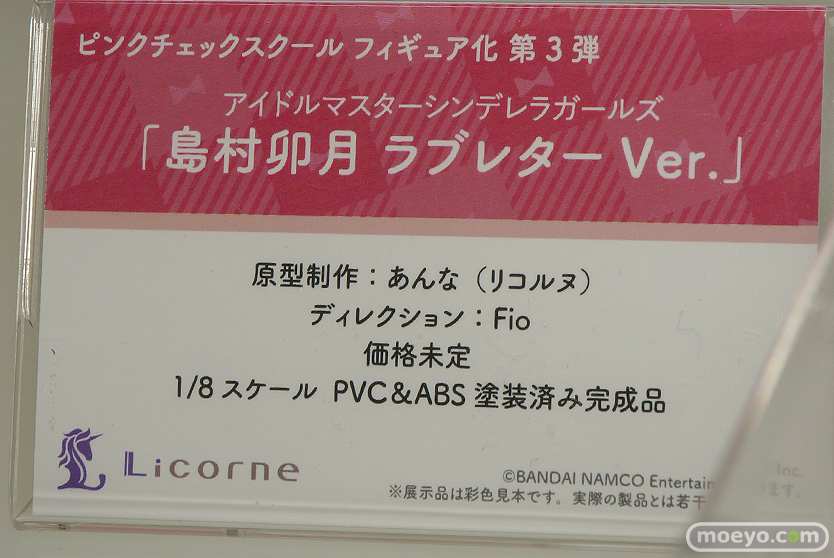 ピンクチェックスクール フィギュア化 第3弾
アイドルマスターシンデレラガールズ
「島村卯月 ラブレター Ver.」
原型制作：あんな（リコルヌ）
ディレクション：Fio
価格未定
1/8 スケール PVC&ABS 塗装済み完成品
Licorne
©BANDAI NAMCO Entertain Inc.
※展示品は彩色見本です。実際の製品とは若干 ます。
moeyo.com